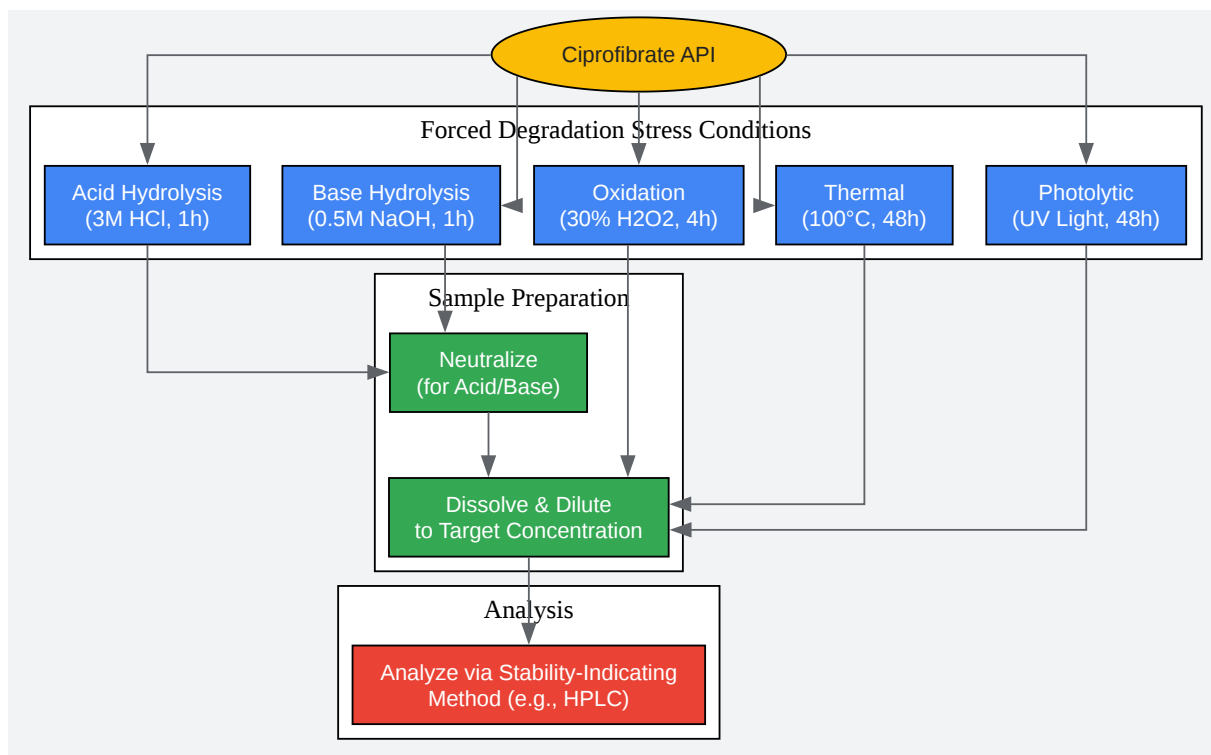 Ciprofibrate API
Forced Degradation Stress Conditions
Acid Hydrolysis
(3M HCl, 1h)
Base Hydrolysis
(0.5M NaOH, 1h)
Oxidation
(30% H2O2, 4h)
Thermal
(100°C, 48h)
Photolytic
(UV Light, 48h)
Sample Preparation
Neutralize
(for Acid/Base)
Dissolve & Dilute
to Target Concentration
Analysis
Analyze via Stability-Indicating
Method (e.g., HPLC)